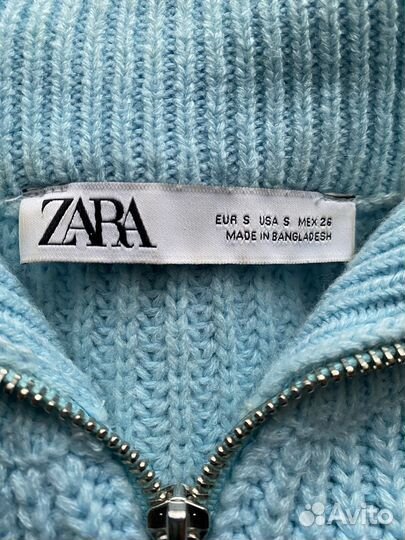 ZARA
EUR S USA S MEX 26
MADE IN BANGLADESH
Avito